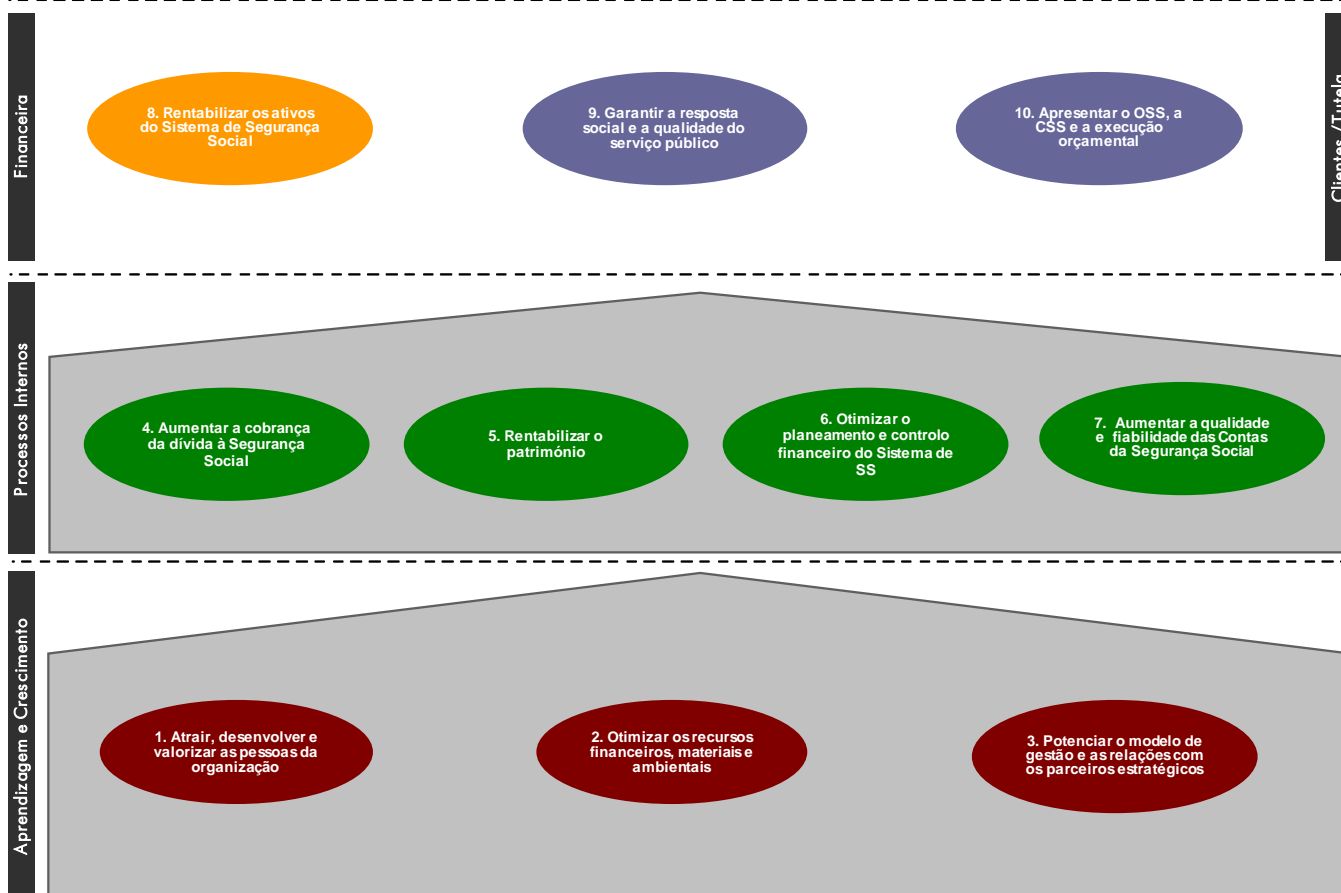 Financeira
8. Rentabilizar os ativos
do Sistema de Segurança
Social
9. Garantir a resposta
social e a qualidade do
serviço público
10. Apresentar o OSS, a
CSS e a execução
orçamental
Clientes /Tutela
Processos Internos
4. Aumentar a cobrança
da dívida à Segurança
Social
5. Rentabilizar o
património
6. Otimizar o
planeamento e controlo
financeiro do Sistema de
SS
7. Aumentar a qualidade
e fiabilidade das Contas
da Segurança Social
Aprendizagem e Crescimento
1. Atrair, desenvolver e
valorizar as pessoas da
organização
2. Otimizar os recursos
financeiros, materiais e
ambientais
3. Potenciar o modelo de
gestão e as relações com
os parceiros estratégicos